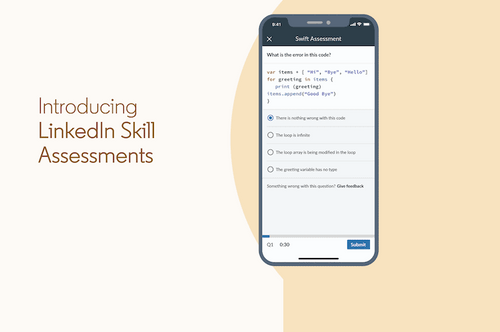 Introducing
LinkedIn Skill
Assessments
9:41
Swift Assessment
What is the error in this code?
var items = [ "Hi", "Bye", "Hello"]
for greeting in items {
print (greeting)
items.append("Good Bye")
}
There is nothing wrong with this code
The loop is infinite
The loop array is being modified in the loop
The greeting variable has no type
Something wrong with this question? Give feedback
Q1 0:30 Submit